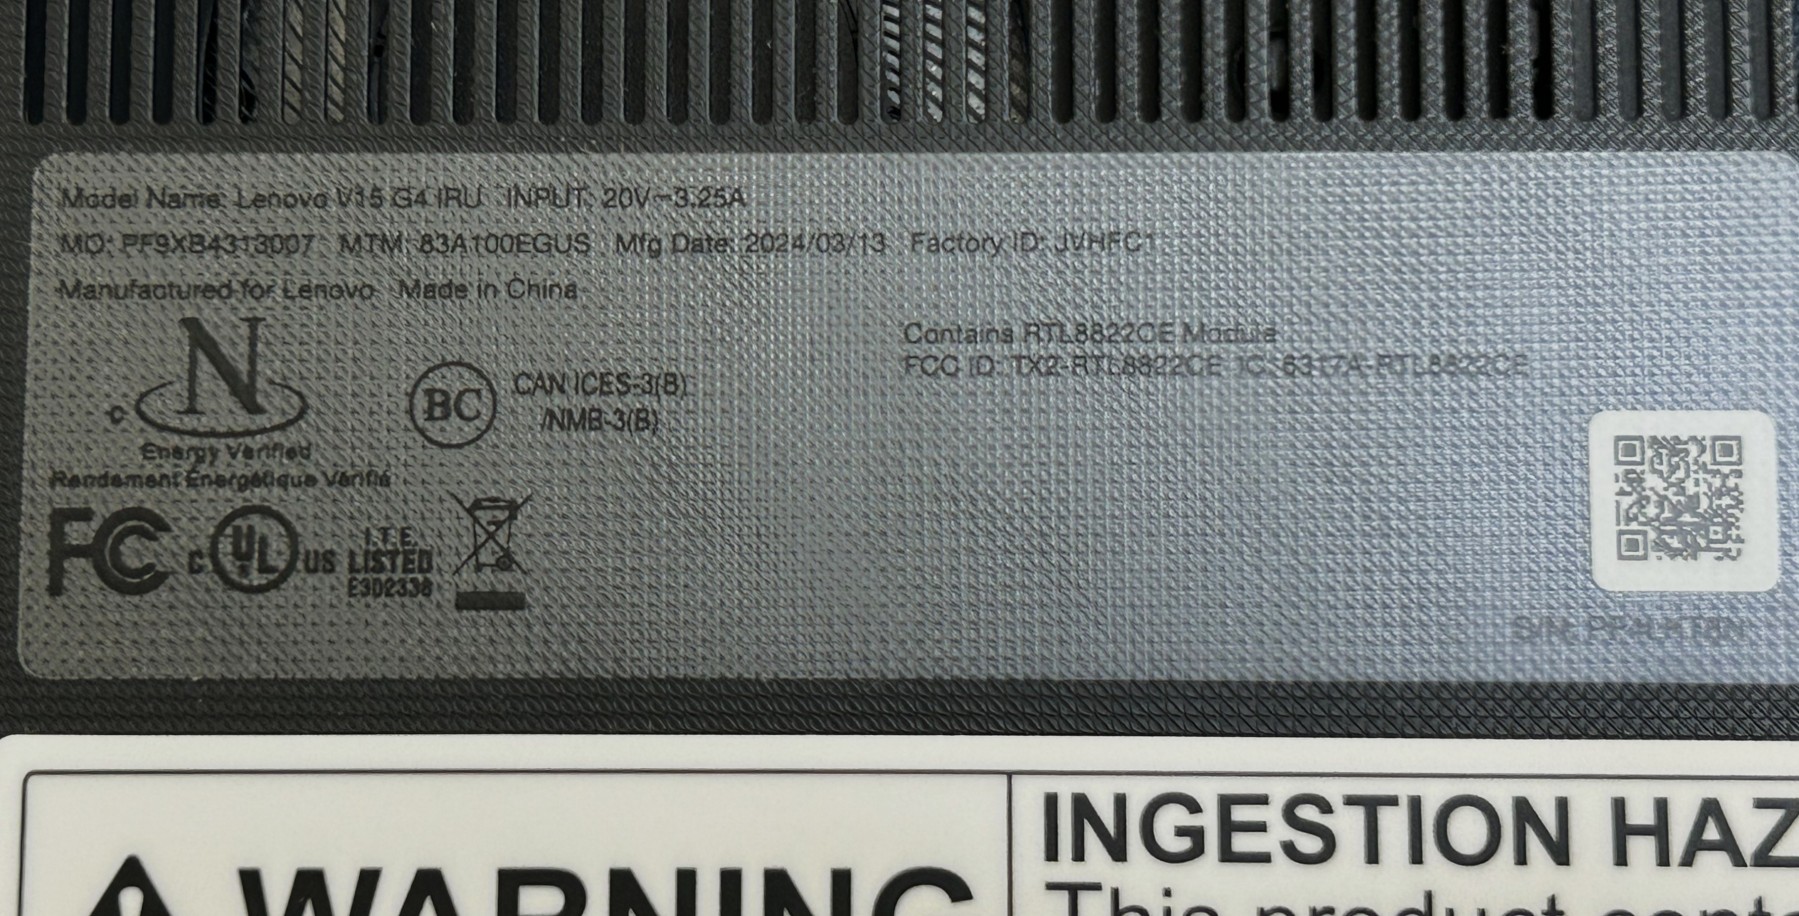 Model Name: Lenovo V15 G4 IRU INPUT: 20V⎓3.25A
MO: PF9XB4313007 MTM: 83A100EGUS Mfg Date: 2024/03/13 Factory ID: JVHFC1
Manufactured for Lenovo Made in China
Contains RTL8822CE Module
FCC ID: TX2-RTL8822CE IC: 6317A-RTL8822CE
N
C
Energy Verified
Rendement Énergétique Vérifié
BC
CAN ICES-3(B)
/NMB-3(B)
FC
C UL US
I.T.E.
LISTED
E302338
S/N:
WARNING
INGESTION HAZ
This product conta